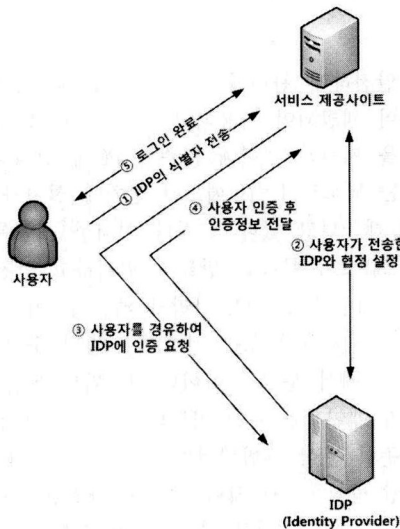 서비스 제공사이트
⑤ 로그인 완료
① IDP의 식별자 전송
④ 사용자 인증 후
인증정보 전달
사용자
② 사용자가 전송한
IDP와 협정 설정
③ 사용자를 경유하여
IDP에 인증 요청
IDP
(Identity Provider)